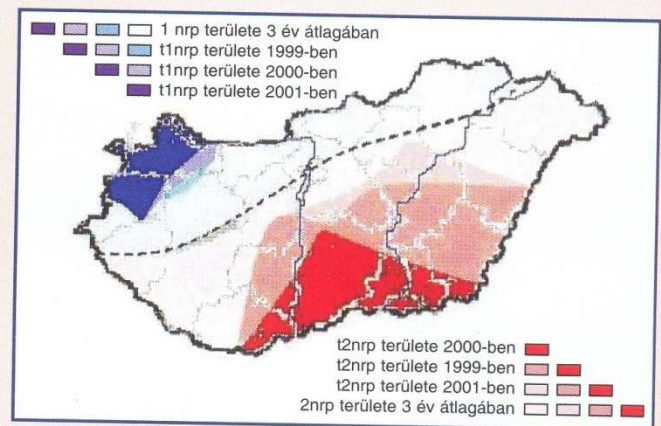 1 nrp területe 3 év átlagában
t1nrp területe 1999-ben
t1nrp területe 2000-ben
t1nrp területe 2001-ben
t2nrp területe 2000-ben
t2nrp területe 1999-ben
t2nrp területe 2001-ben
2nrp területe 3 év átlagában